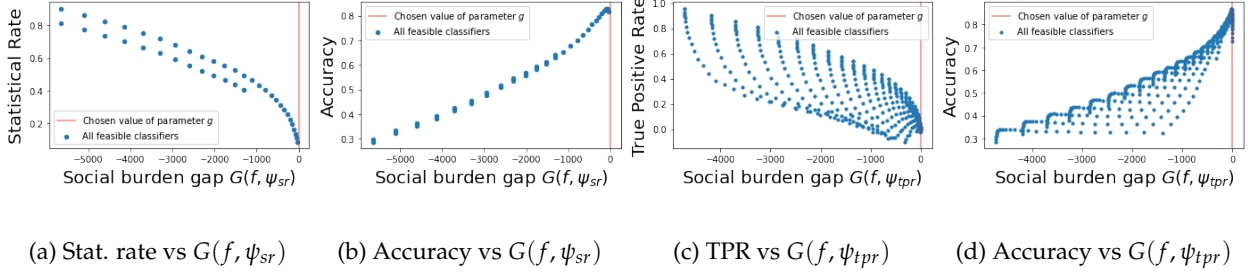 Statistical Rate
0.8
0.6
0.4
0.2
Chosen value of parameter g
All feasible classifiers
−5000 −4000 −3000 −2000 −1000 0
Social burden gap G(f, ψsr)
Accuracy
0.8
0.7
0.6
0.5
0.4
0.3
Chosen value of parameter g
All feasible classifiers
−5000 −4000 −3000 −2000 −1000 0
Social burden gap G(f, ψsr)
True Positive Rate
1.0
0.8
0.6
0.4
0.2
0.0
Chosen value of parameter g
All feasible classifiers
−4000 −3000 −2000 −1000 0
Social burden gap G(f, ψtpr)
Accuracy
0.8
0.7
0.6
0.5
0.4
0.3
Chosen value of parameter g
All feasible classifiers
−4000 −3000 −2000 −1000 0
Social burden gap G(f, ψtpr)
(a) Stat. rate vs G(f, ψsr)
(b) Accuracy vs G(f, ψsr)
(c) TPR vs G(f, ψtpr)
(d) Accuracy vs G(f, ψtpr)